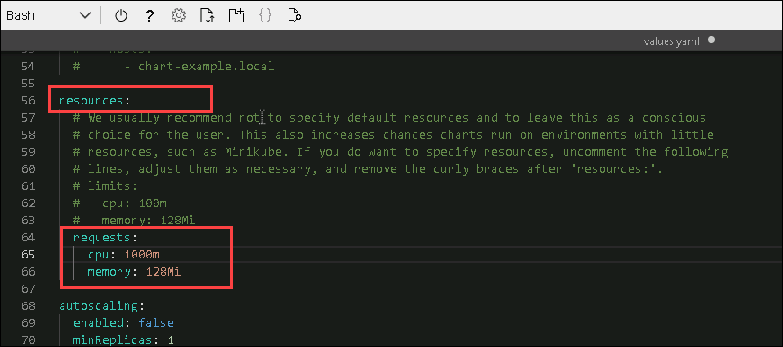 Bash
?
{}
values.yaml
53 # hosts:
54 # - chart-example.local
55
56 resources:
57 # We usually recommend not to specify default resources and to leave this as a conscious
58 # choice for the user. This also increases chances charts run on environments with little
59 # resources, such as Minikube. If you do want to specify resources, uncomment the following
60 # lines, adjust them as necessary, and remove the curly braces after 'resources:'.
61 # limits:
62 # cpu: 100m
63 # memory: 128Mi
64 requests:
65 cpu: 1000m
66 memory: 128Mi
67
68 autoscaling:
69 enabled: false
70 minReplicas: 1